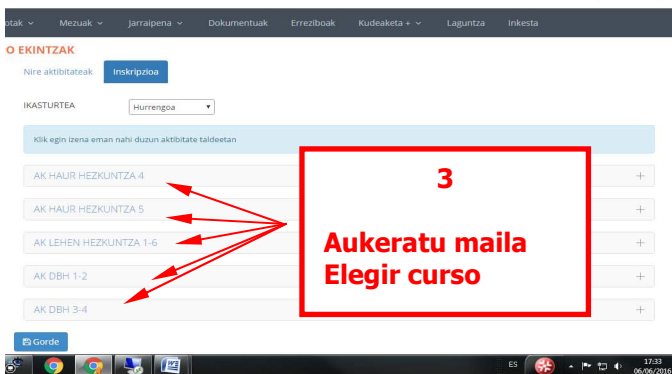 otak Mezuak Jarraipena Dokumentuak Erreziboak Kudeaketa + Laguntza Inkesta
O EKINTZAK
Nire aktibitateak Inskripzioa
IKASTURTEA Hurrengoa
Klik egin izena eman nahi duzun aktibitate taldeetan
AK HAUR HEZKUNTZA 4
AK HAUR HEZKUNTZA 5
AK LEHEN HEZKUNTZA 1-6
AK DBH 1-2
AK DBH 3-4
3
Aukeratu maila
Elegir curso
Gorde
ES 17:33
06/06/2016